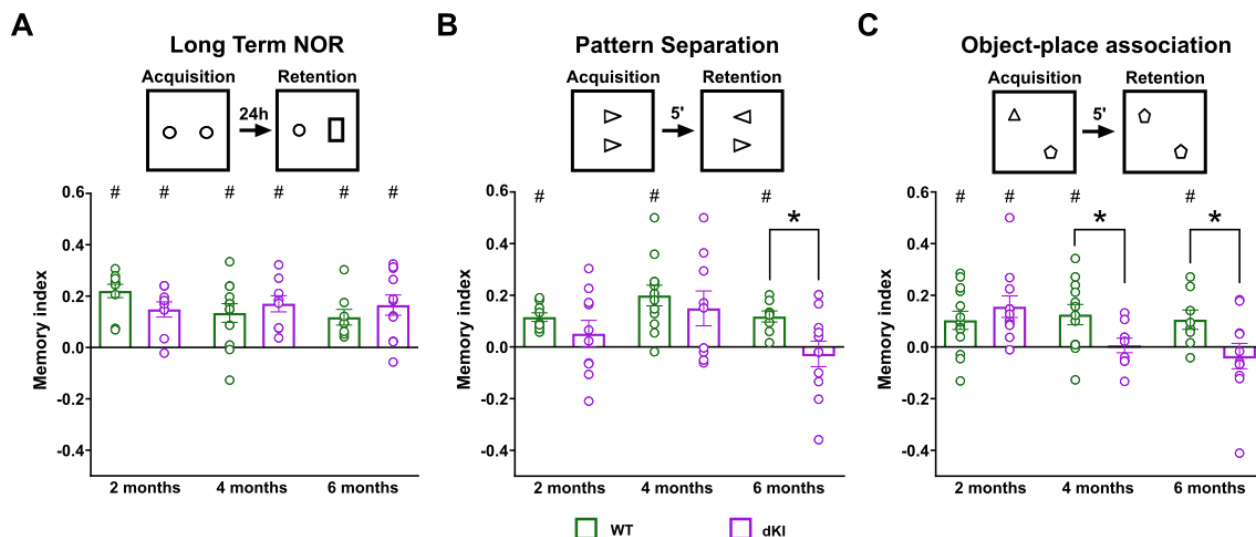 A
Long Term NOR
Acquisition
Retention
24h
# # # # # #
Memory index
0.6
0.4
0.2
0.0
-0.2
-0.4
2 months 4 months 6 months
B
Pattern Separation
Acquisition
Retention
5'
# # #
*
Memory index
0.6
0.4
0.2
0.0
-0.2
-0.4
2 months 4 months 6 months
C
Object-place association
Acquisition
Retention
5'
# # # #
* *
Memory index
0.6
0.4
0.2
0.0
-0.2
-0.4
2 months 4 months 6 months
WT dKI